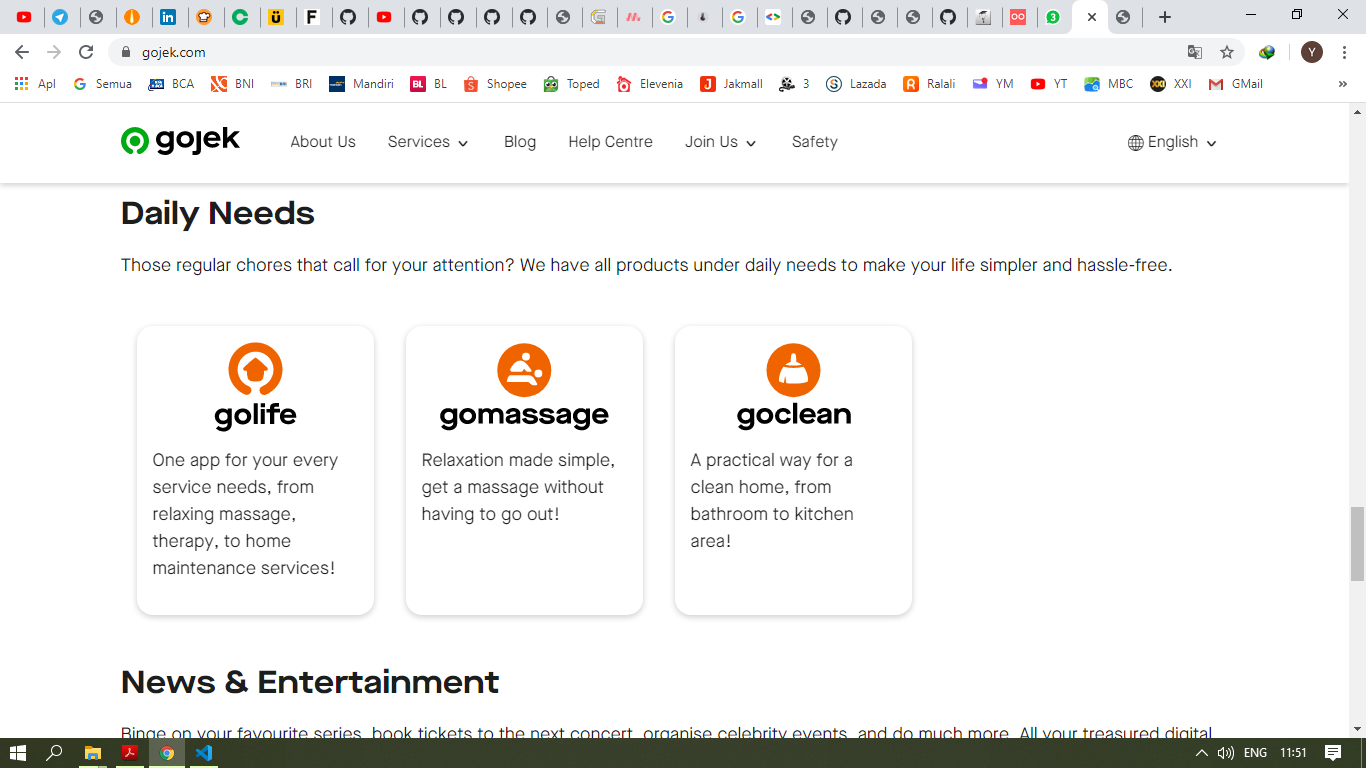 gojek.com
Y
Apl
Semua
BCA
BNI
BRI
Mandiri
BL
Shopee
Toped
Elevenia
Jakmall
3
Lazada
Ralali
YM
YT
MBC
XXI
GMail
»
gojek
About Us
Services
Blog
Help Centre
Join Us
Safety
English
Daily Needs
Those regular chores that call for your attention? We have all products under daily needs to make your life simpler and hassle-free.
golife
One app for your every
service needs, from
relaxing massage,
therapy, to home
maintenance services!
gomassage
Relaxation made simple,
get a massage without
having to go out!
goclean
A practical way for a
clean home, from
bathroom to kitchen
area!
News & Entertainment
Binge on your favourite series, book tickets to the next concert, organise celebrity events, and do much more. All your treasured digital
ENG
11:51